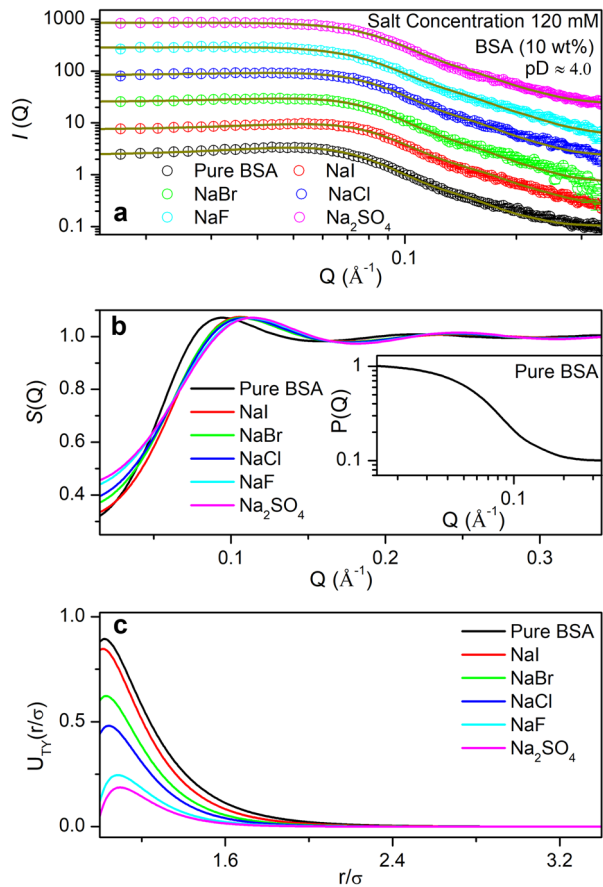 1000
100
10
1
0.1
I (Q)
Salt Concentration 120 mM
BSA (10 wt%)
pD ≈ 4.0
Pure BSA
NaI
NaBr
NaCl
NaF
Na₂SO₄
a
0.1
Q (Å⁻¹)
b
1.0
0.8
0.6
0.4
S(Q)
Pure BSA
NaI
NaBr
NaCl
NaF
Na₂SO₄
Pure BSA
1
0.1
P(Q)
0.1
Q (Å⁻¹)
0.1
0.2
0.3
Q (Å⁻¹)
c
1.0
0.5
0.0
U_TY(r/σ)
Pure BSA
NaI
NaBr
NaCl
NaF
Na₂SO₄
1.6
2.4
3.2
r/σ